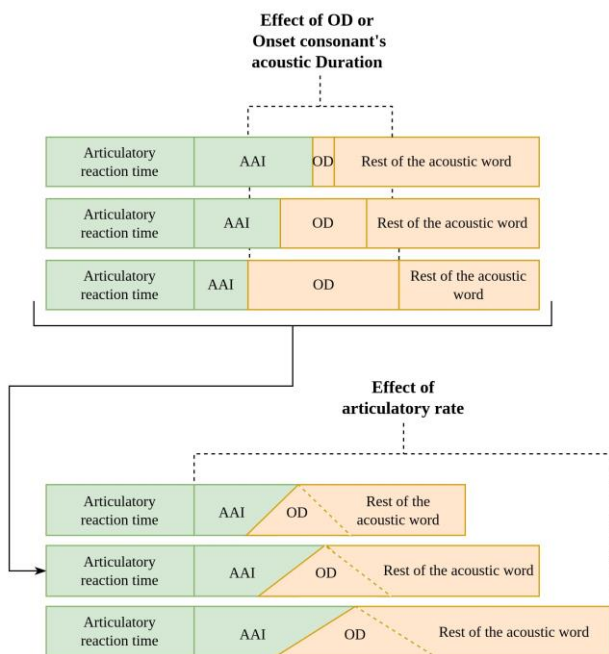 Effect of OD or
Onset consonant's
acoustic Duration
Articulatory
reaction time
AAI
OD
Rest of the acoustic word
Articulatory
reaction time
AAI
OD
Rest of the acoustic word
Articulatory
reaction time
AAI
OD
Rest of the acoustic
word
Effect of
articulatory rate
Articulatory
reaction time
AAI
OD
Rest of the
acoustic word
Articulatory
reaction time
AAI
OD
Rest of the acoustic word
Articulatory
reaction time
AAI
OD
Rest of the acoustic word